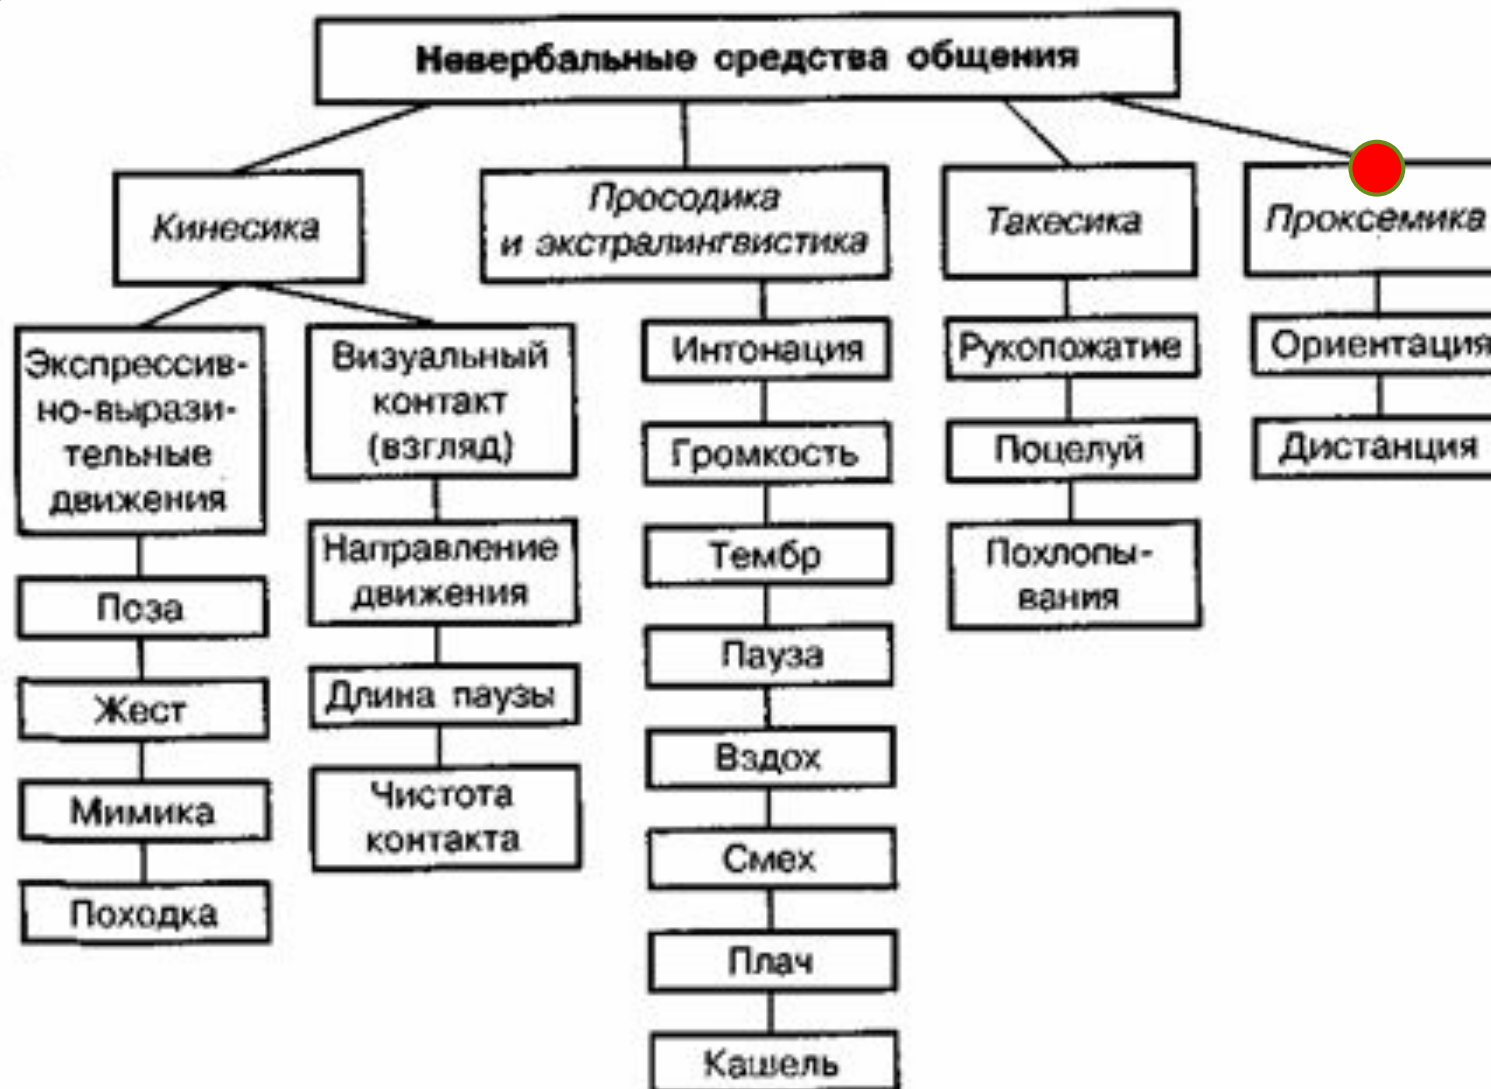 Невербальные средства общения
Кинесика
Просодика
и экстралингвистика
Такесика
Проксемика
Экспрессив-
но-вырази-
тельные
движения
Поза
Жест
Мимика
Походка
Визуальный
контакт
(взгляд)
Направление
движения
Длина паузы
Чистота
контакта
Интонация
Громкость
Тембр
Пауза
Вздох
Смех
Плач
Кашель
Рукопожатие
Поцелуй
Похлопы-
вания
Ориентация
Дистанция